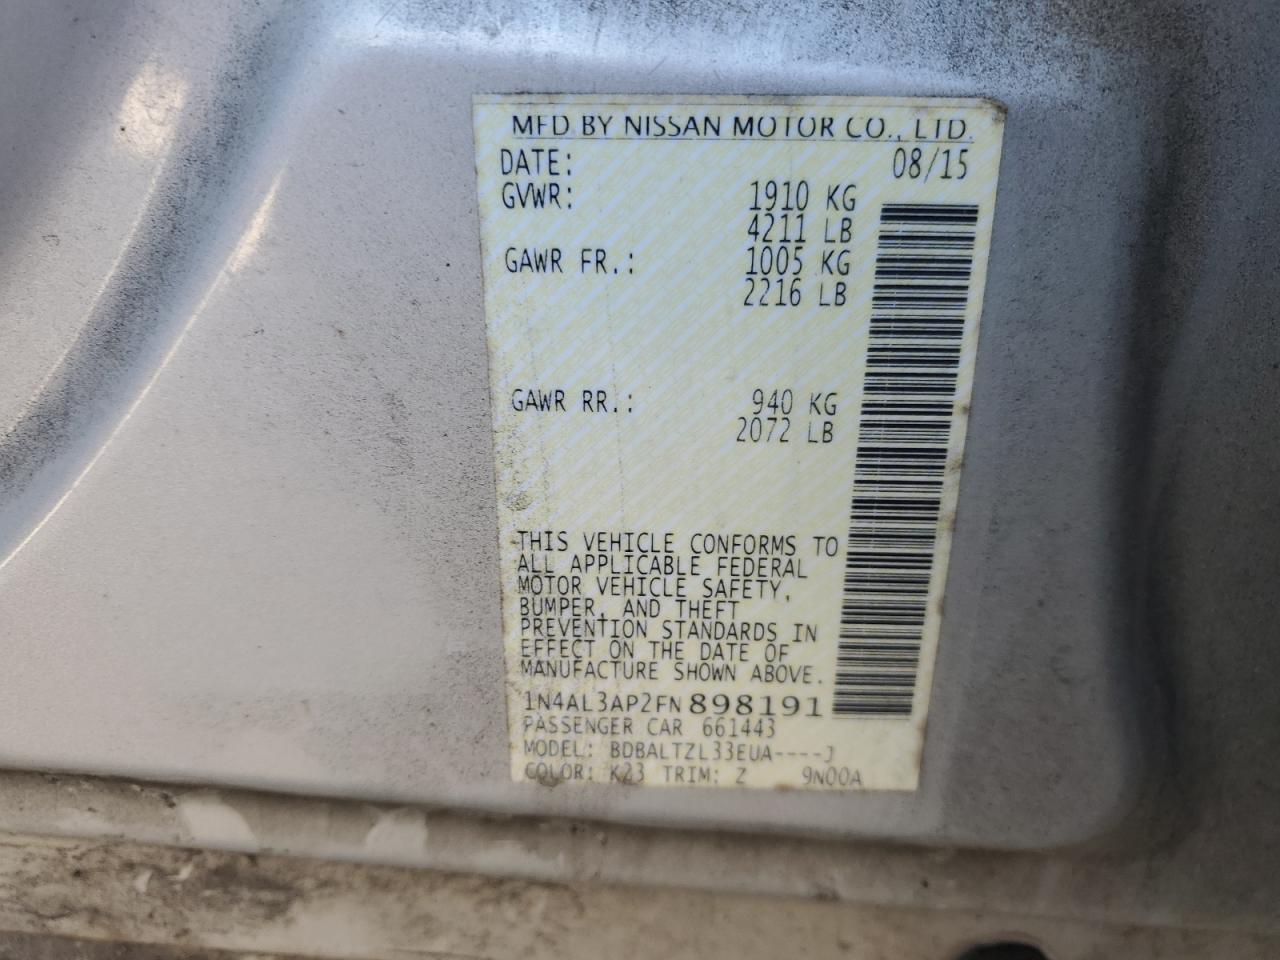 MFD BY NISSAN MOTOR CO., LTD.
DATE: 08/15
GVWR: 1910 KG
4211 LB
GAWR FR.: 1005 KG
2216 LB
GAWR RR.: 940 KG
2072 LB
THIS VEHICLE CONFORMS TO
ALL APPLICABLE FEDERAL
MOTOR VEHICLE SAFETY,
BUMPER, AND THEFT
PREVENTION STANDARDS IN
EFFECT ON THE DATE OF
MANUFACTURE SHOWN ABOVE.
1N4AL3AP2FN898191
PASSENGER CAR 661443
MODEL: BDBALTZL33EUA----J
COLOR: K23 TRIM: Z 9N00A